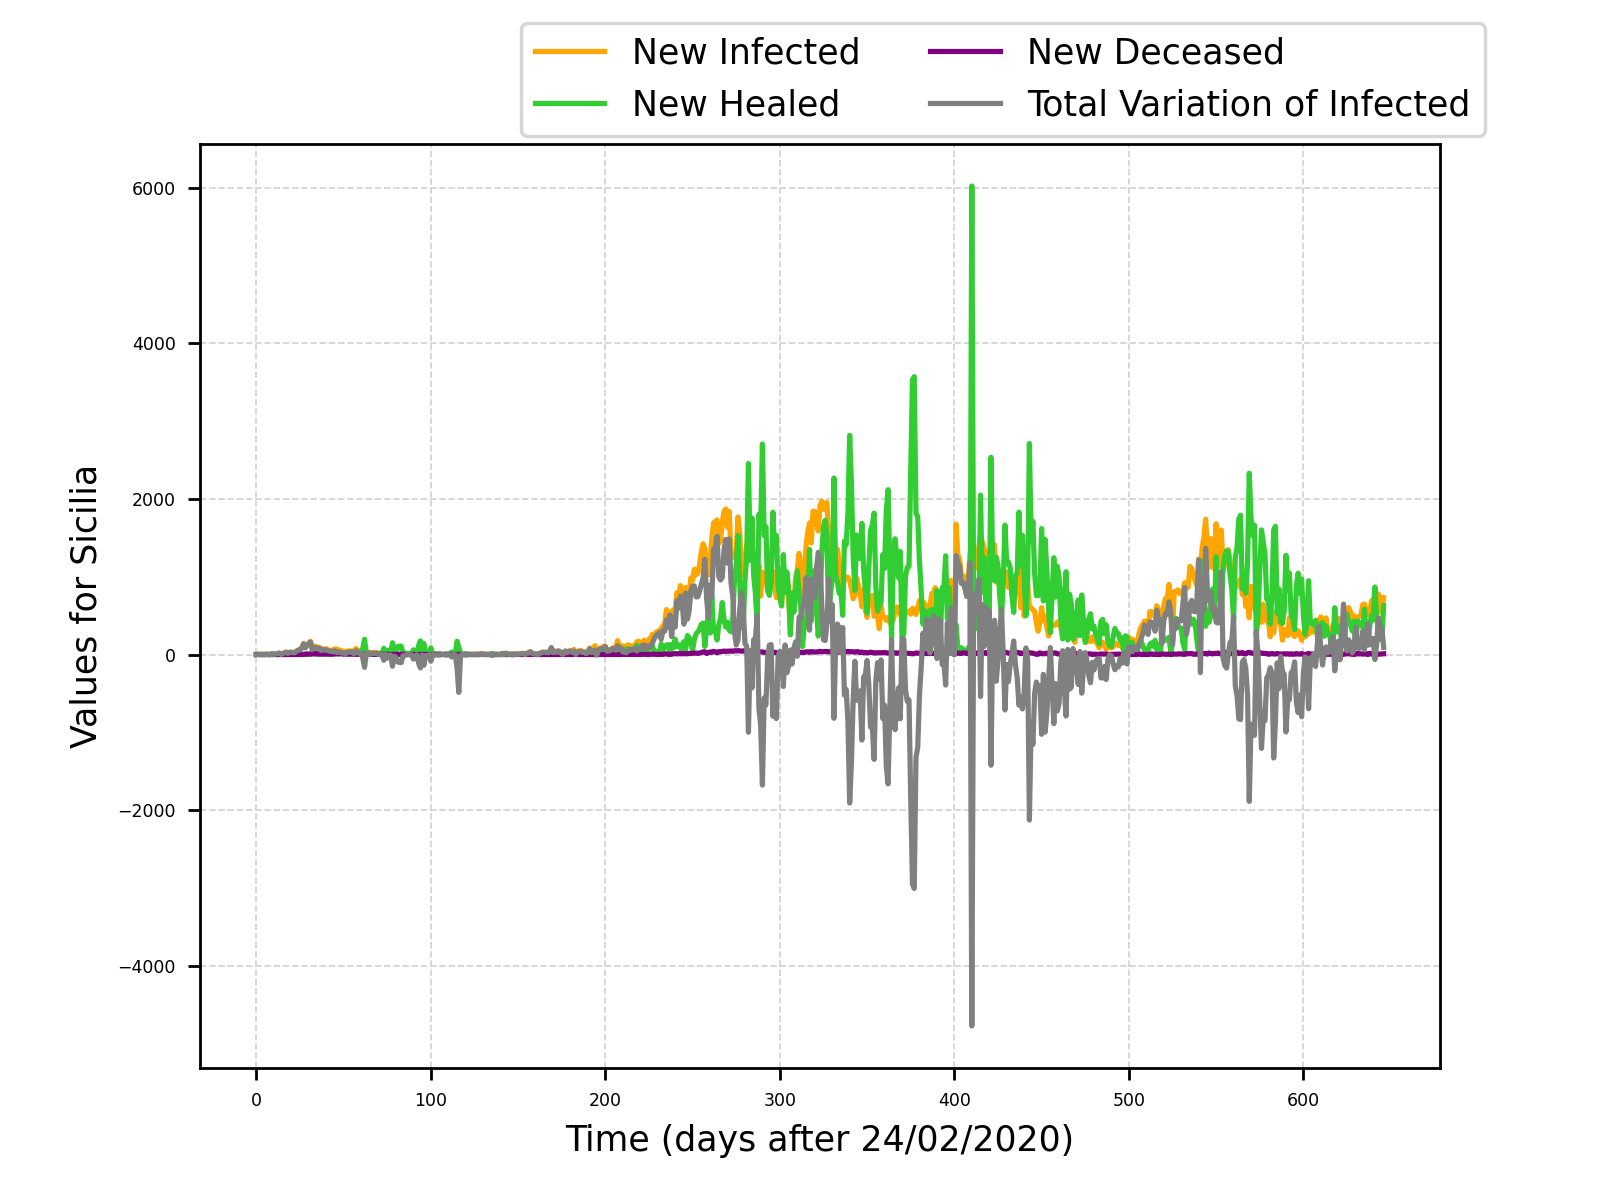 New Infected
New Healed
New Deceased
Total Variation of Infected
6000
4000
2000
0
−2000
−4000
Values for Sicilia
0 100 200 300 400 500 600
Time (days after 24/02/2020)